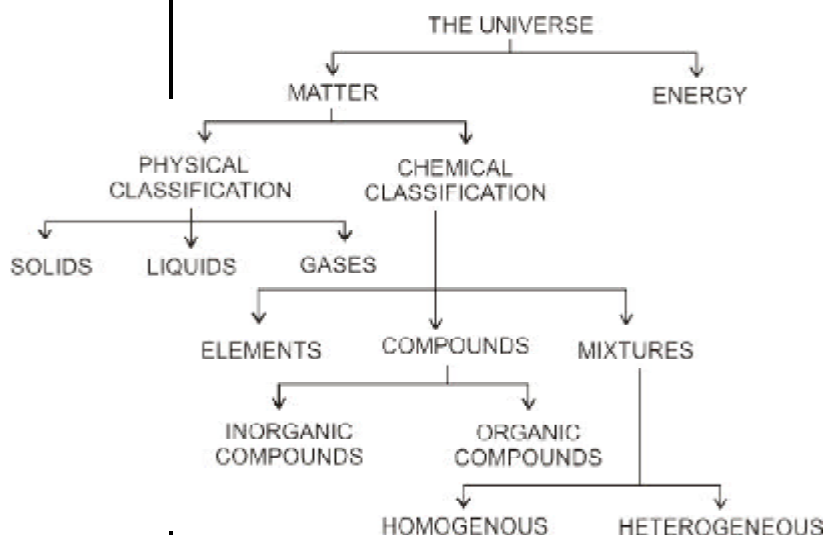 THE UNIVERSE
MATTER
ENERGY
PHYSICAL
CLASSIFICATION
CHEMICAL
CLASSIFICATION
SOLIDS
LIQUIDS
GASES
ELEMENTS
COMPOUNDS
MIXTURES
INORGANIC
COMPOUNDS
ORGANIC
COMPOUNDS
HOMOGENOUS
HETEROGENEOUS